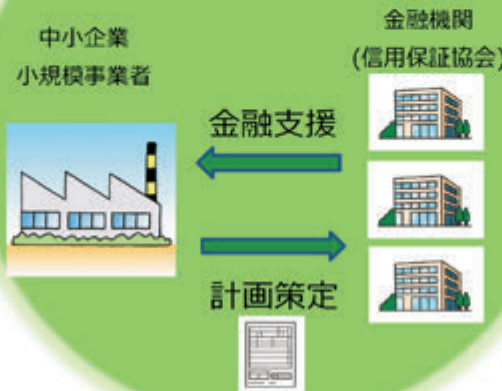 中小企業
小規模事業者
金融機関
(信用保証協会)
金融支援
計画策定